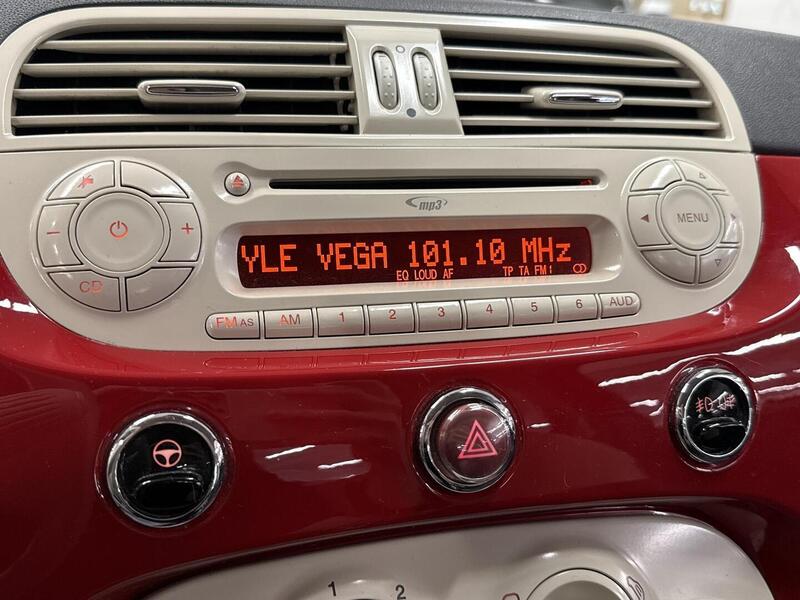 mp3
YLE VEGA 101.10 MHz
EQ LOUD AF TP TA FM1
CD
MENU
FM AS AM 1 2 3 4 5 6 AUD
1 2